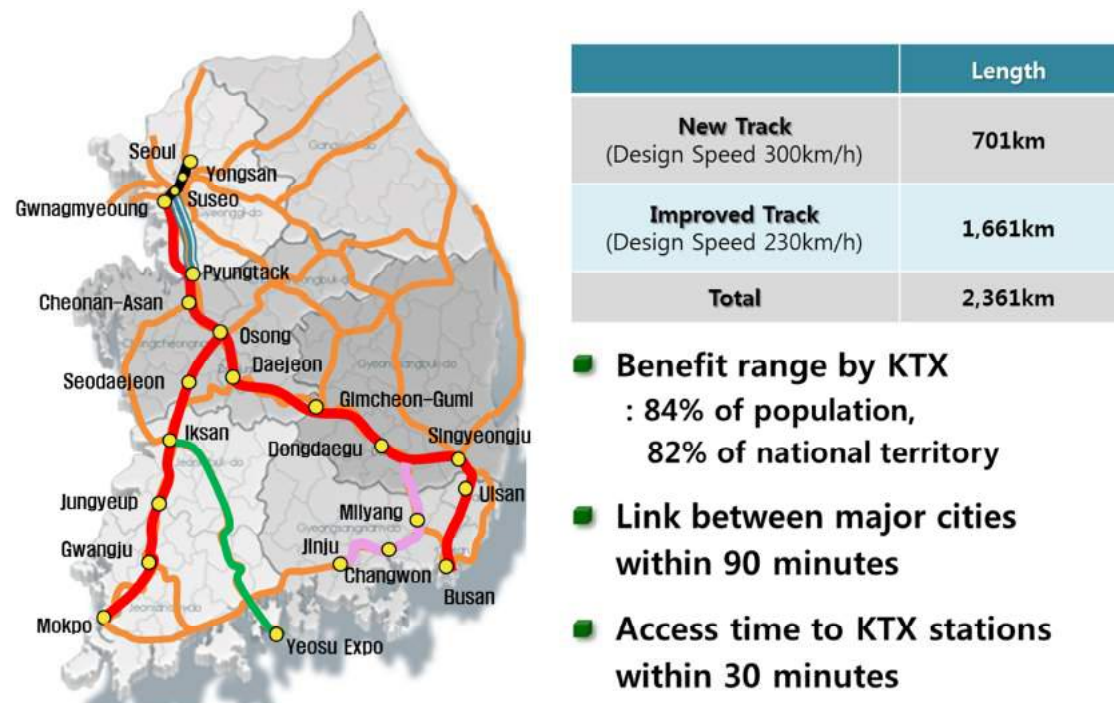 Seoul
Yongsan
Suseo
Gwnagmyeoung
Pyungtack
Cheonan-Asan
Osong
Daejeon
Seodaejeon
Gimcheon-Gumi
Iksan
Dongdaegu
Singyeongju
Jungyeup
Ulsan
Milyang
Gwangju
Jinju
Changwon
Busan
Mokpo
Yeosu Expo
Length
New Track
(Design Speed 300km/h)
701km
Improved Track
(Design Speed 230km/h)
1,661km
Total
2,361km
Benefit range by KTX
: 84% of population,
82% of national territory
Link between major cities
within 90 minutes
Access time to KTX stations
within 30 minutes